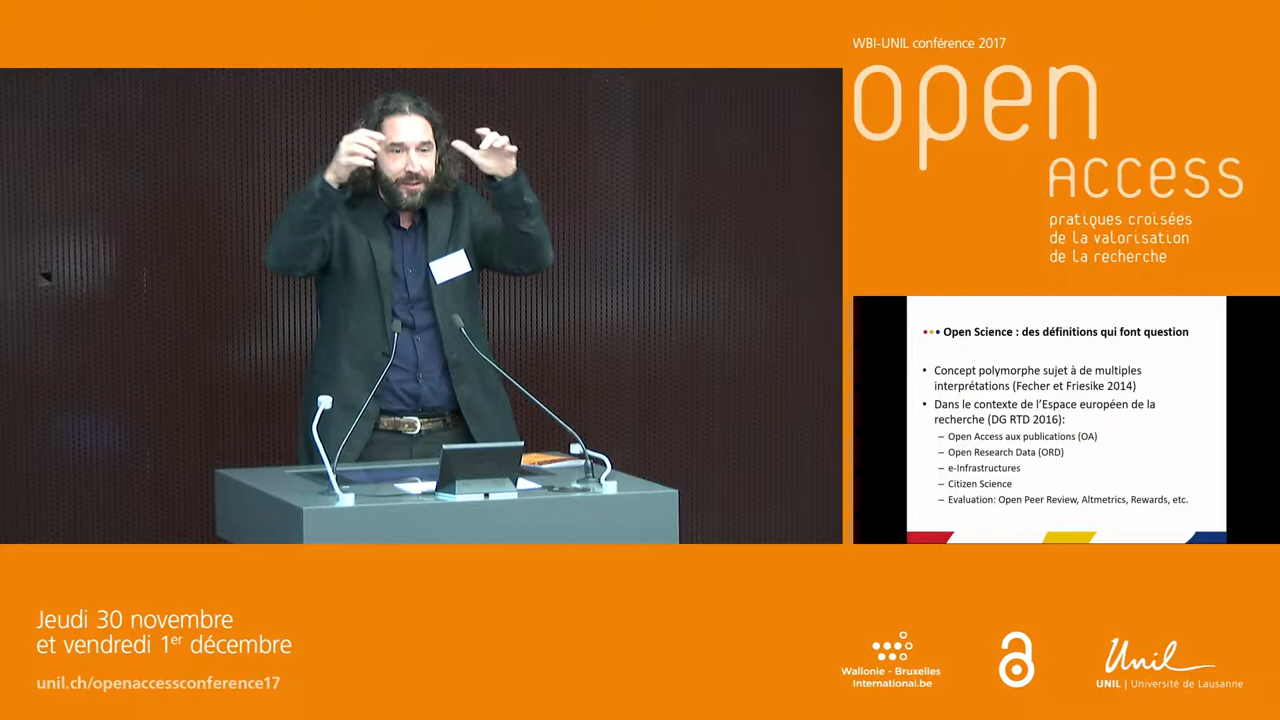 WBI-UNIL conférence 2017
open
access
pratiques croisées
de la valorisation
de la recherche
Open Science : des définitions qui font question
• Concept polymorphe sujet à de multiples
interprétations (Fecher et Friesike 2014)
• Dans le contexte de l’Espace européen de la
recherche (DG RTD 2016):
– Open Access aux publications (OA)
– Open Research Data (ORD)
– e-Infrastructures
– Citizen Science
– Evaluation: Open Peer Review, Altmetrics, Rewards, etc.
Jeudi 30 novembre
et vendredi 1er décembre
unil.ch/openaccessconference17
Wallonie - Bruxelles
International.be
Unil
UNIL | Université de Lausanne